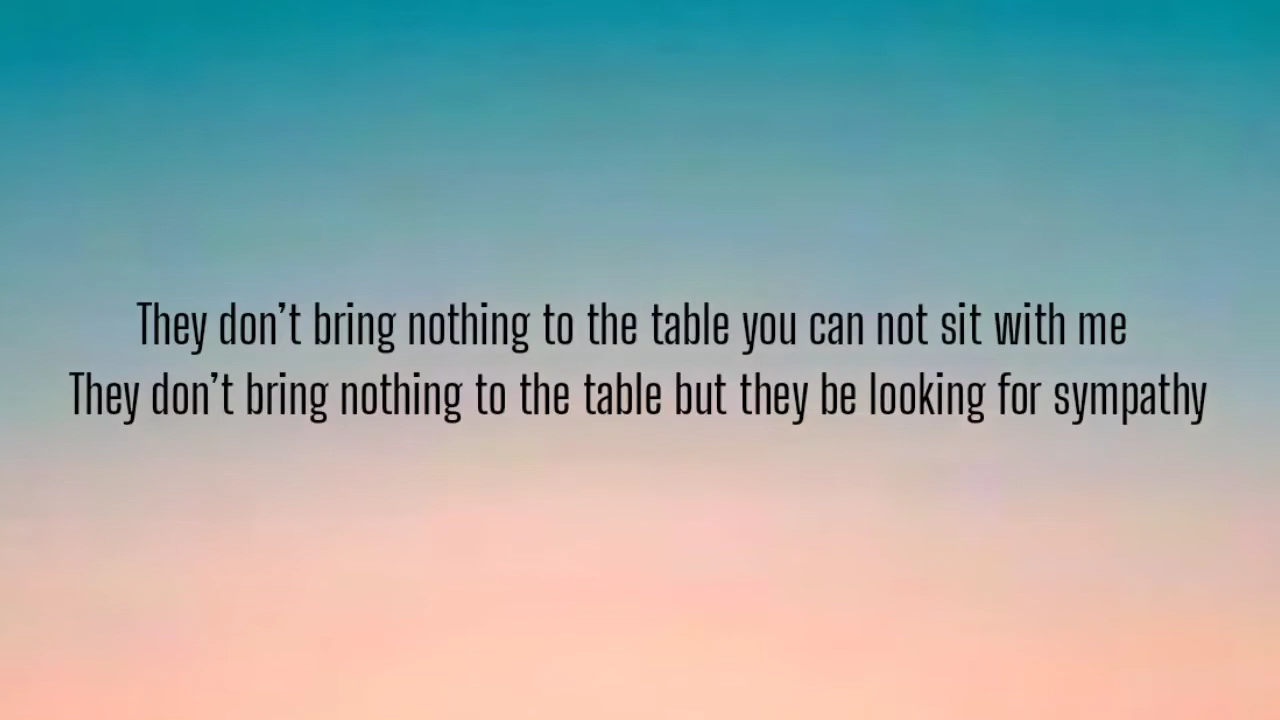 They don’t bring nothing to the table you can not sit with me
They don’t bring nothing to the table but they be looking for sympathy